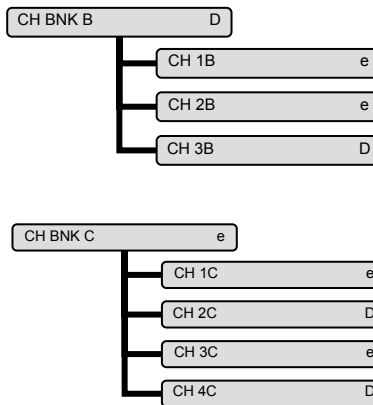 CH BNK B D
CH 1B e
CH 2B e
CH 3B D
CH BNK C e
CH 1C e
CH 2C D
CH 3C e
CH 4C D